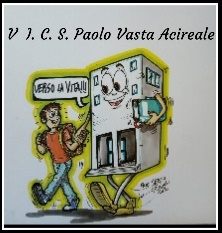 V I. C. S. Paolo Vasta Acireale
VERSO LA VITA!!!